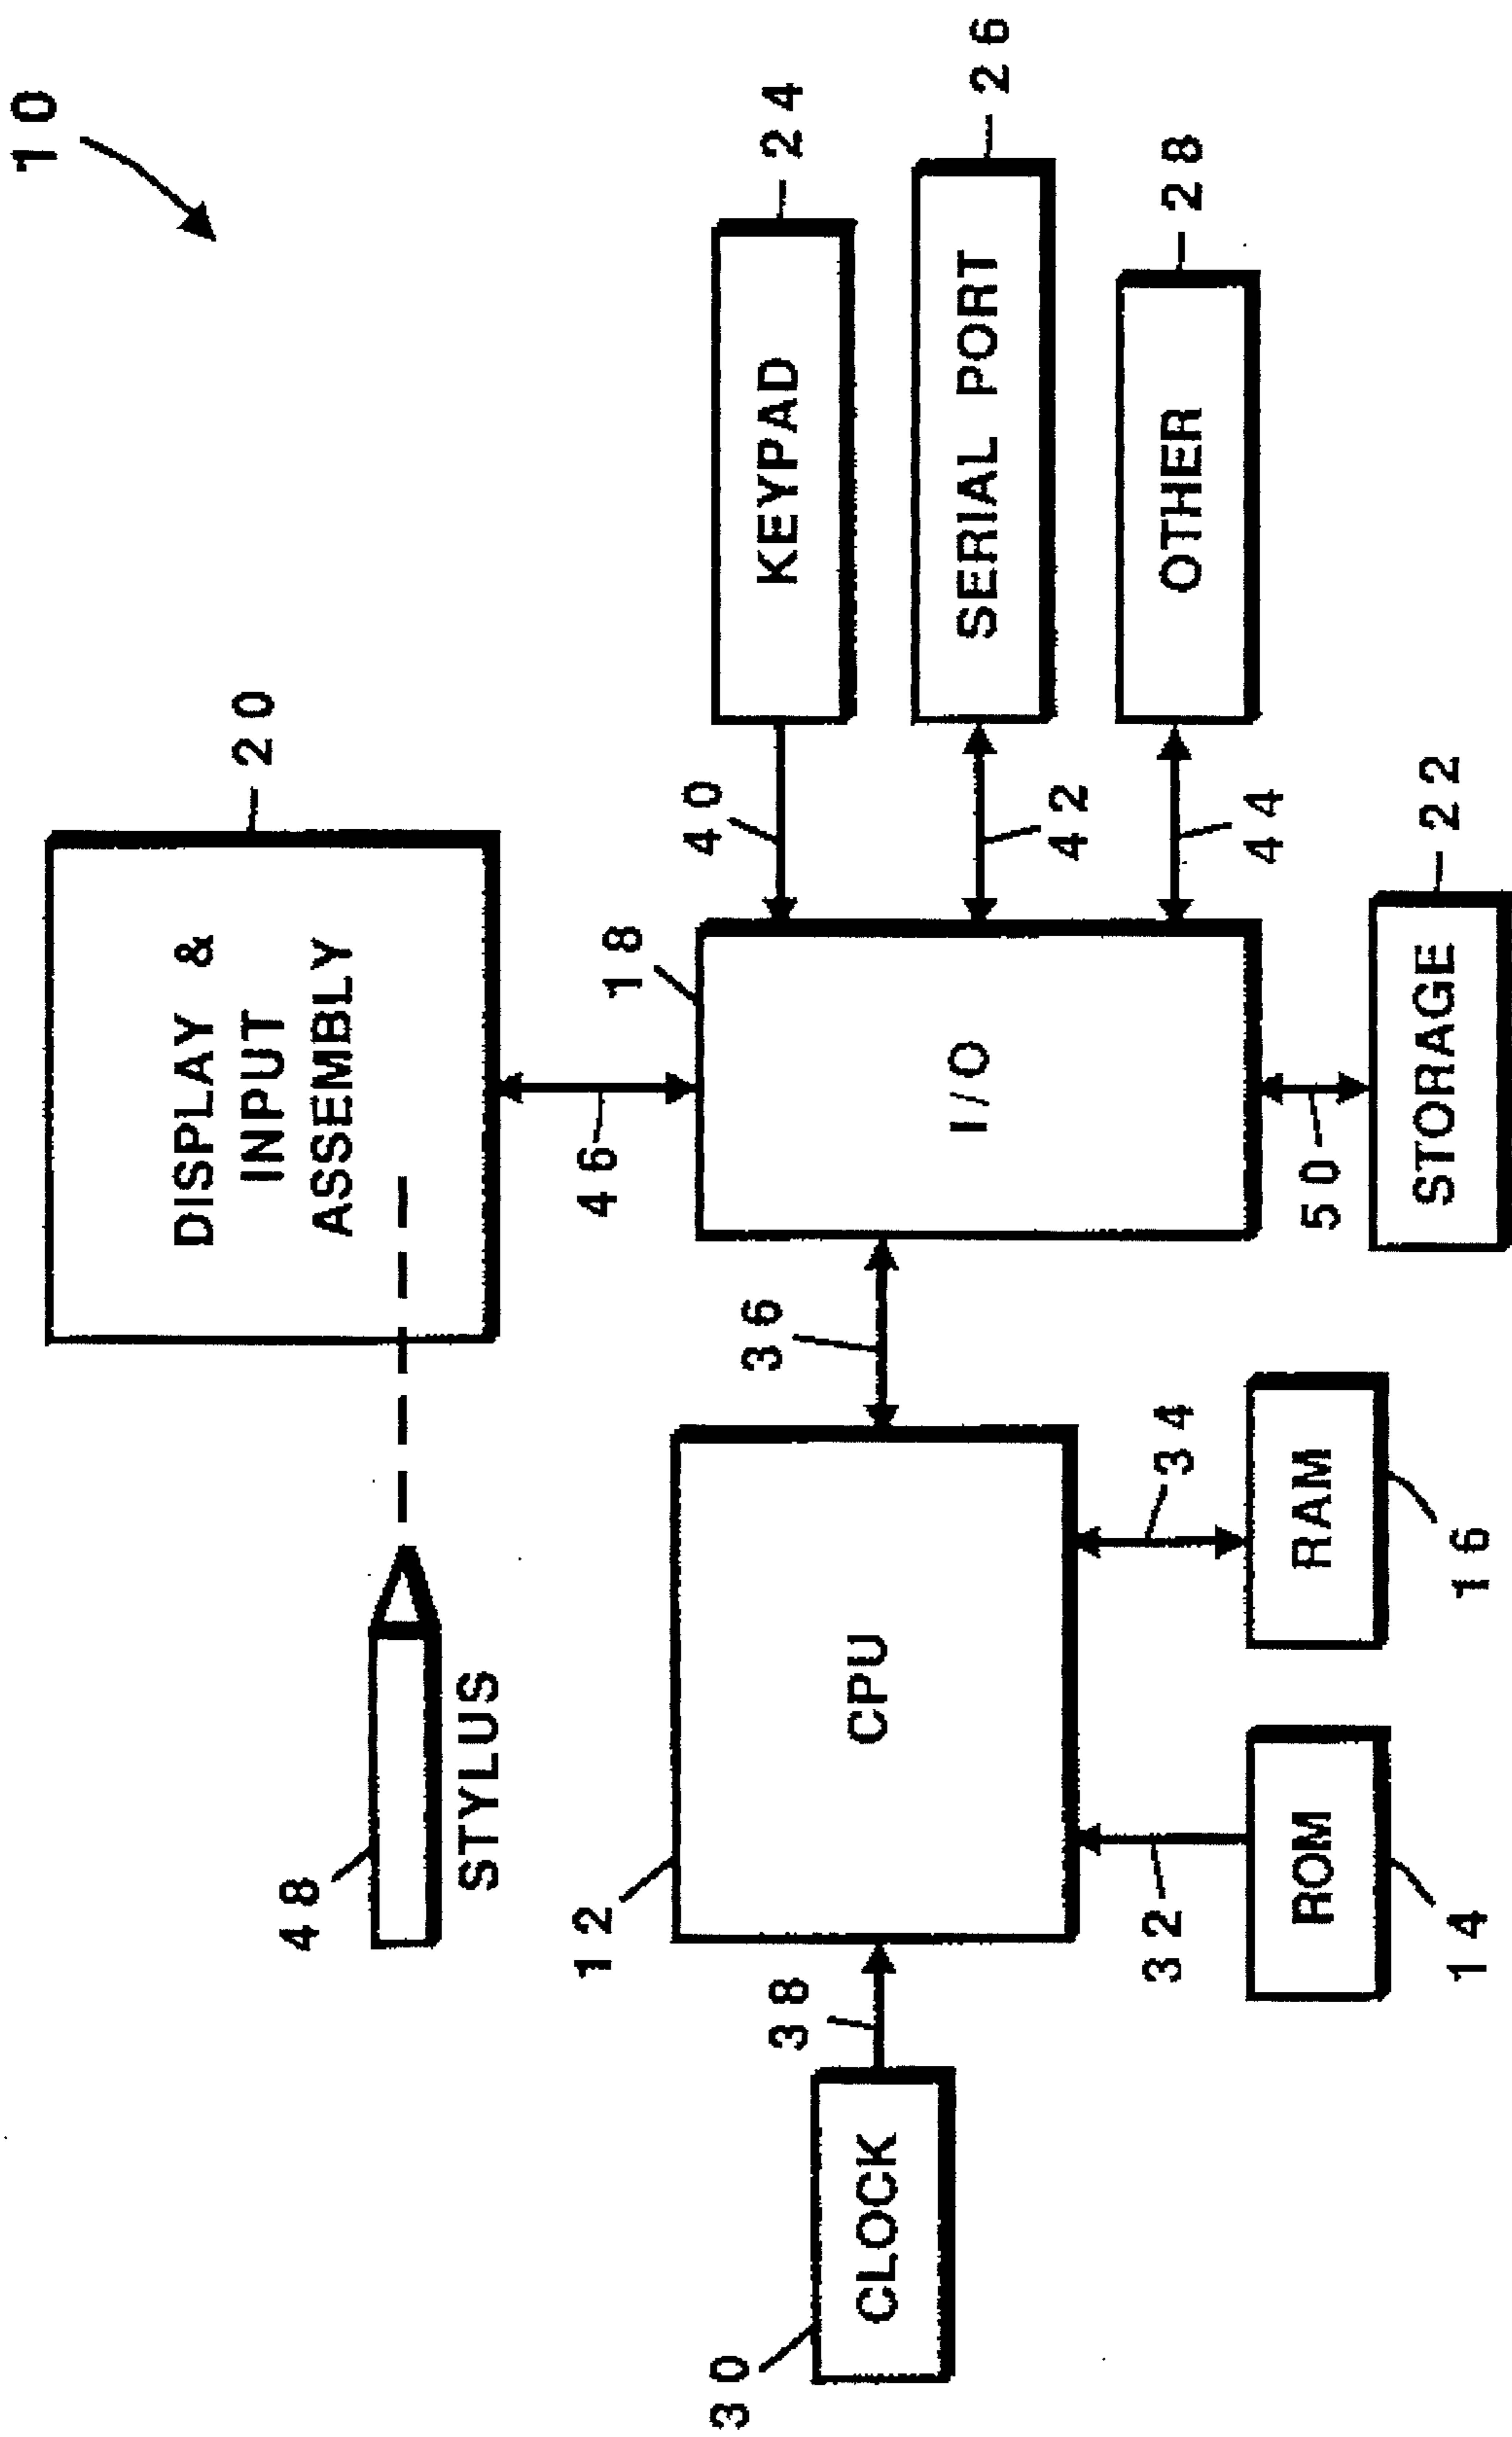 10
DISPLAY &
INPUT
ASSEMBLY
20
48
STYLUS
46
18
I/O
KEYPAD
24
40
SERIAL PORT
26
42
OTHER
28
44
12
CPU
36
30
CLOCK
38
32
34
50
ROM
14
RAM
16
STORAGE
22